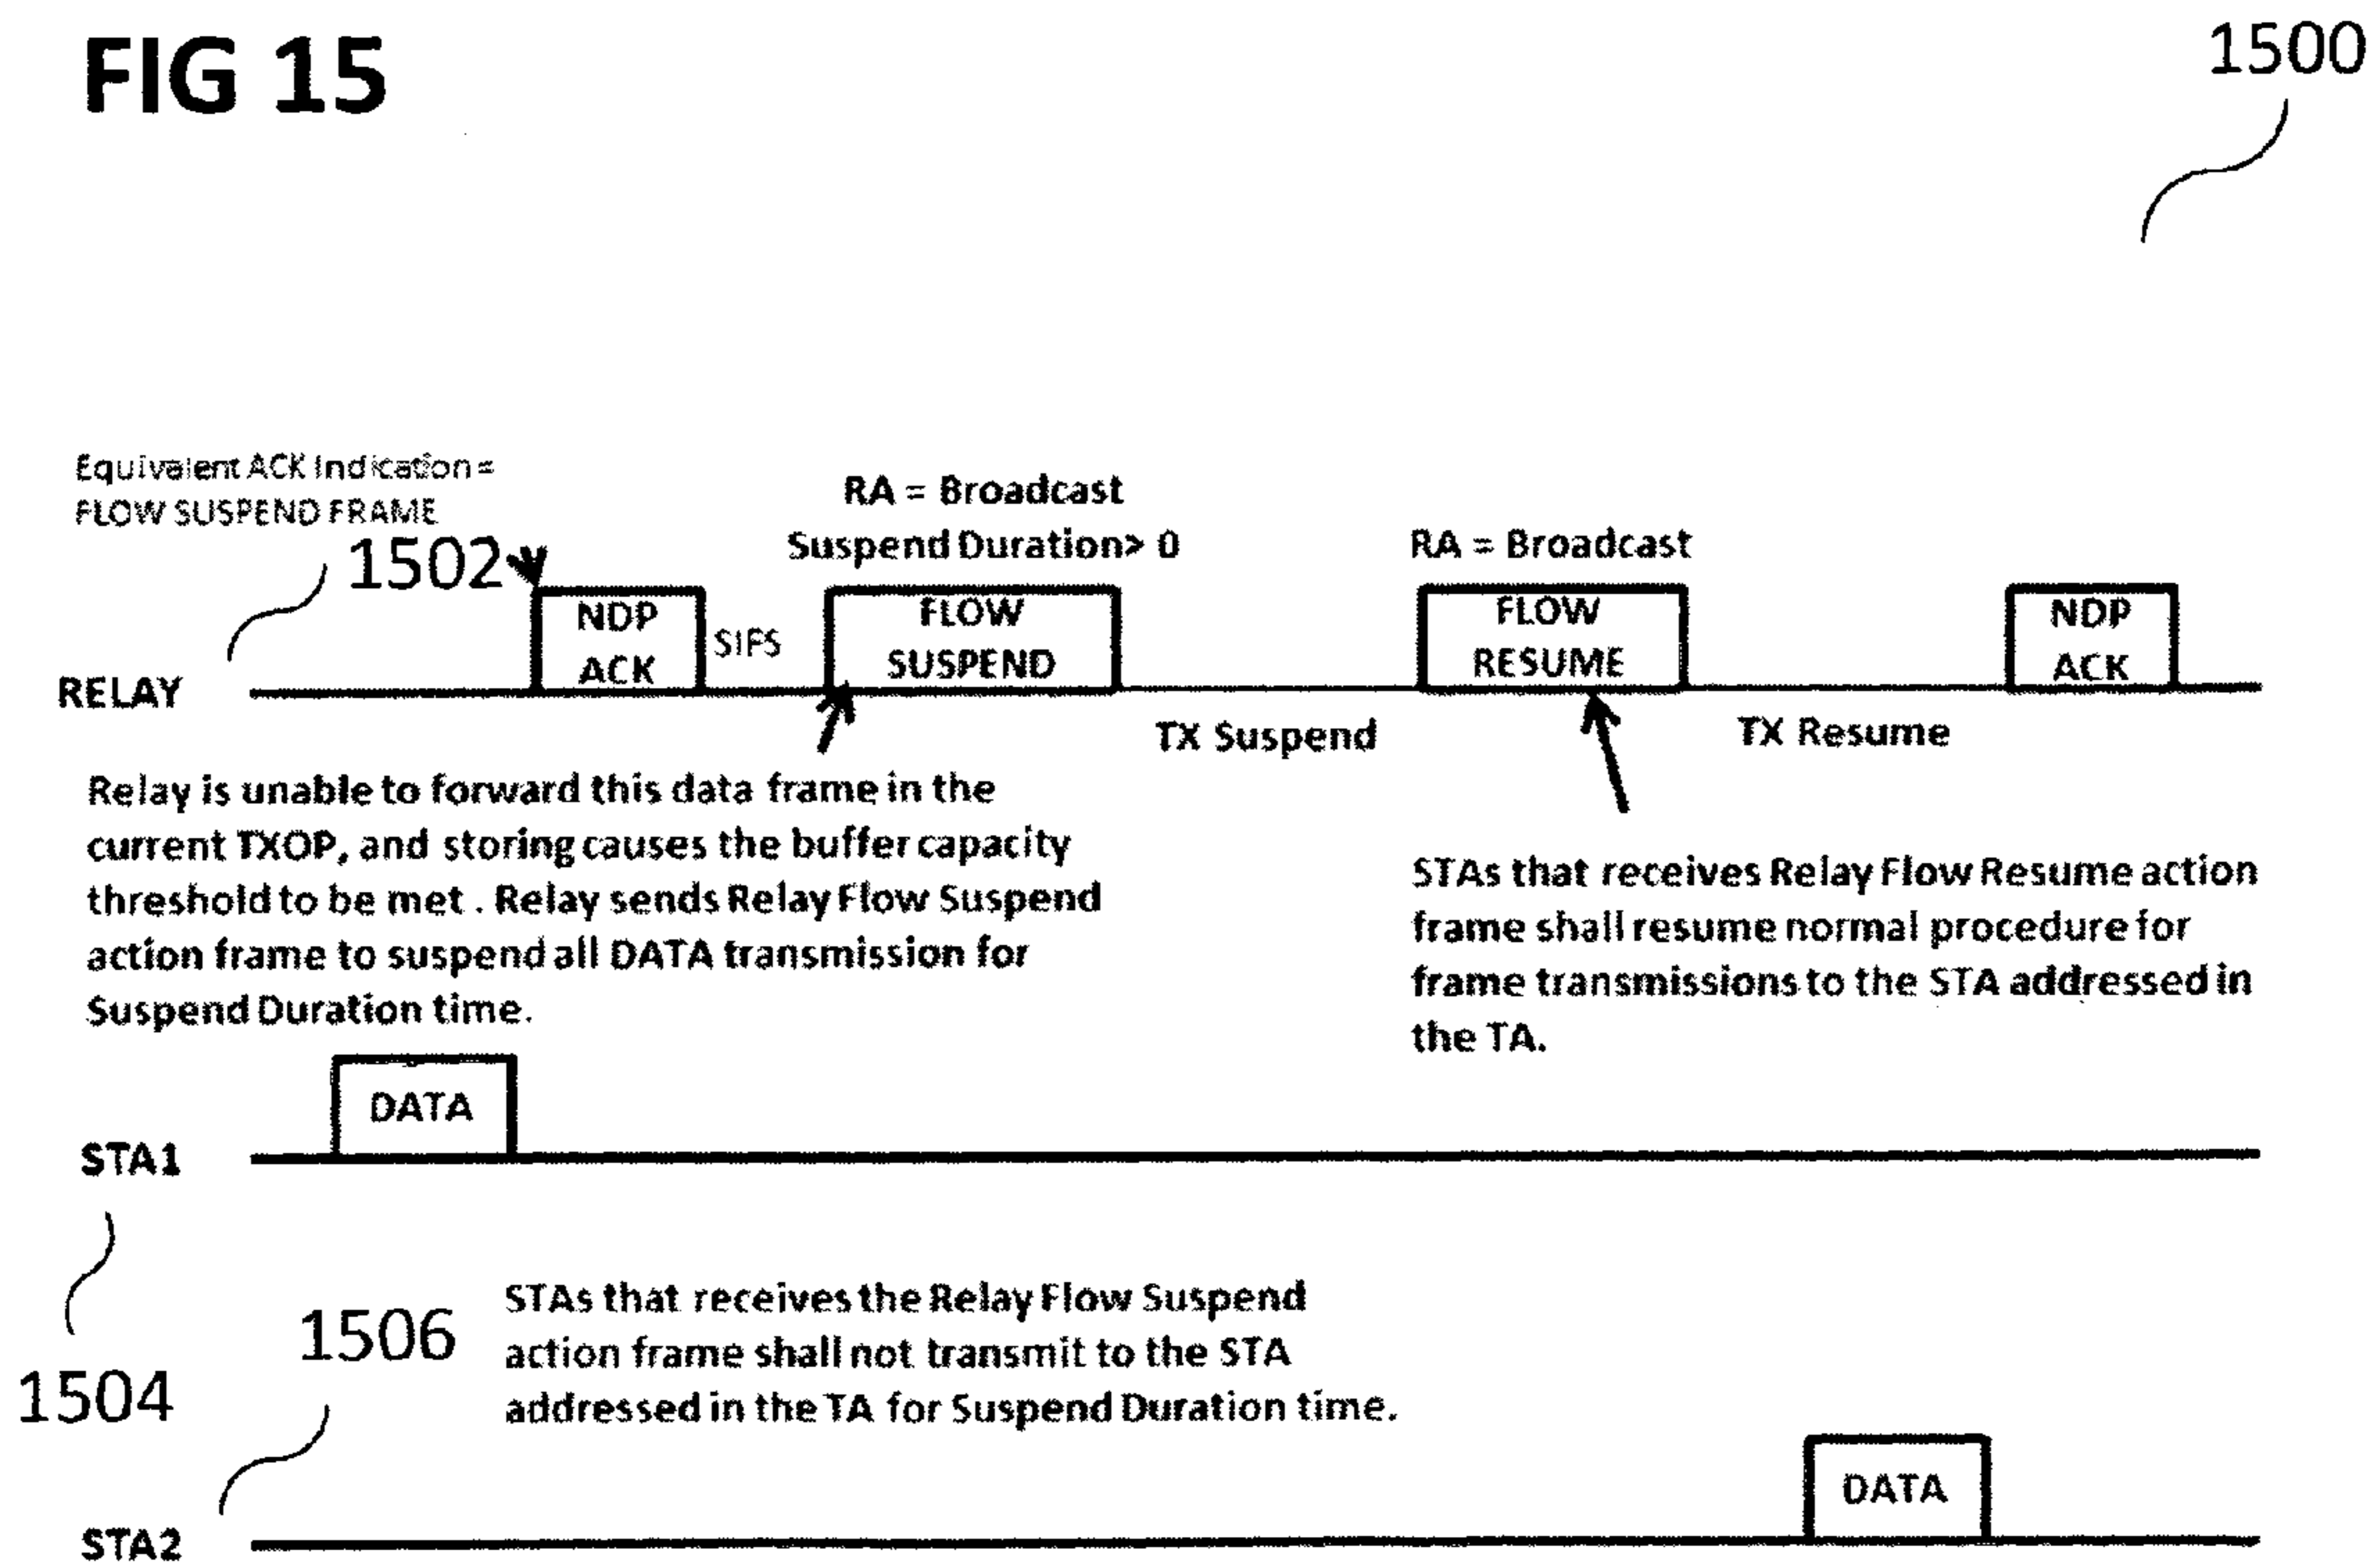 FIG 15
1500
Equivalent ACK Indication =
FLOW SUSPEND FRAME
1502
RA = Broadcast
Suspend Duration> 0
RA = Broadcast
NDP
ACK
SIFS
FLOW
SUSPEND
FLOW
RESUME
NDP
ACK
RELAY
TX Suspend
TX Resume
Relay is unable to forward this data frame in the
current TXOP, and storing causes the buffer capacity
threshold to be met . Relay sends Relay Flow Suspend
action frame to suspend all DATA transmission for
Suspend Duration time.
STAs that receives Relay Flow Resume action
frame shall resume normal procedure for
frame transmissions to the STA addressed in
the TA.
DATA
STA1
1504
1506
STAs that receives the Relay Flow Suspend
action frame shall not transmit to the STA
addressed in the TA for Suspend Duration time.
DATA
STA2